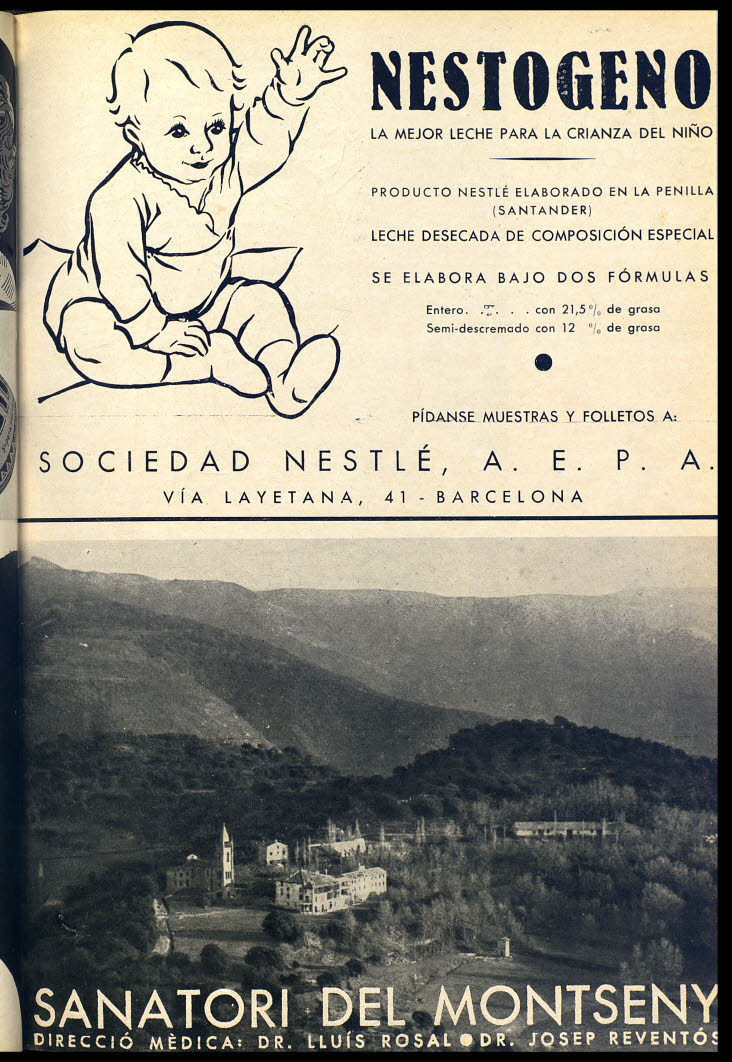 NESTOGENO
LA MEJOR LECHE PARA LA CRIANZA DEL NIÑO
PRODUCTO NESTLÉ ELABORADO EN LA PENILLA
(SANTANDER)
LECHE DESECADA DE COMPOSICIÓN ESPECIAL
SE ELABORA BAJO DOS FÓRMULAS
Entero. . . . . con 21,5 % de grasa
Semi-descremado con 12 % de grasa
PÍDANSE MUESTRAS Y FOLLETOS A:
SOCIEDAD NESTLÉ, A. E. P. A.
VÍA LAYETANA, 41 - BARCELONA
SANATORI DEL MONTSENY
DIRECCIÓ MÈDICA: DR. LLUÍS ROSAL ● DR. JOSEP REVENTÓS